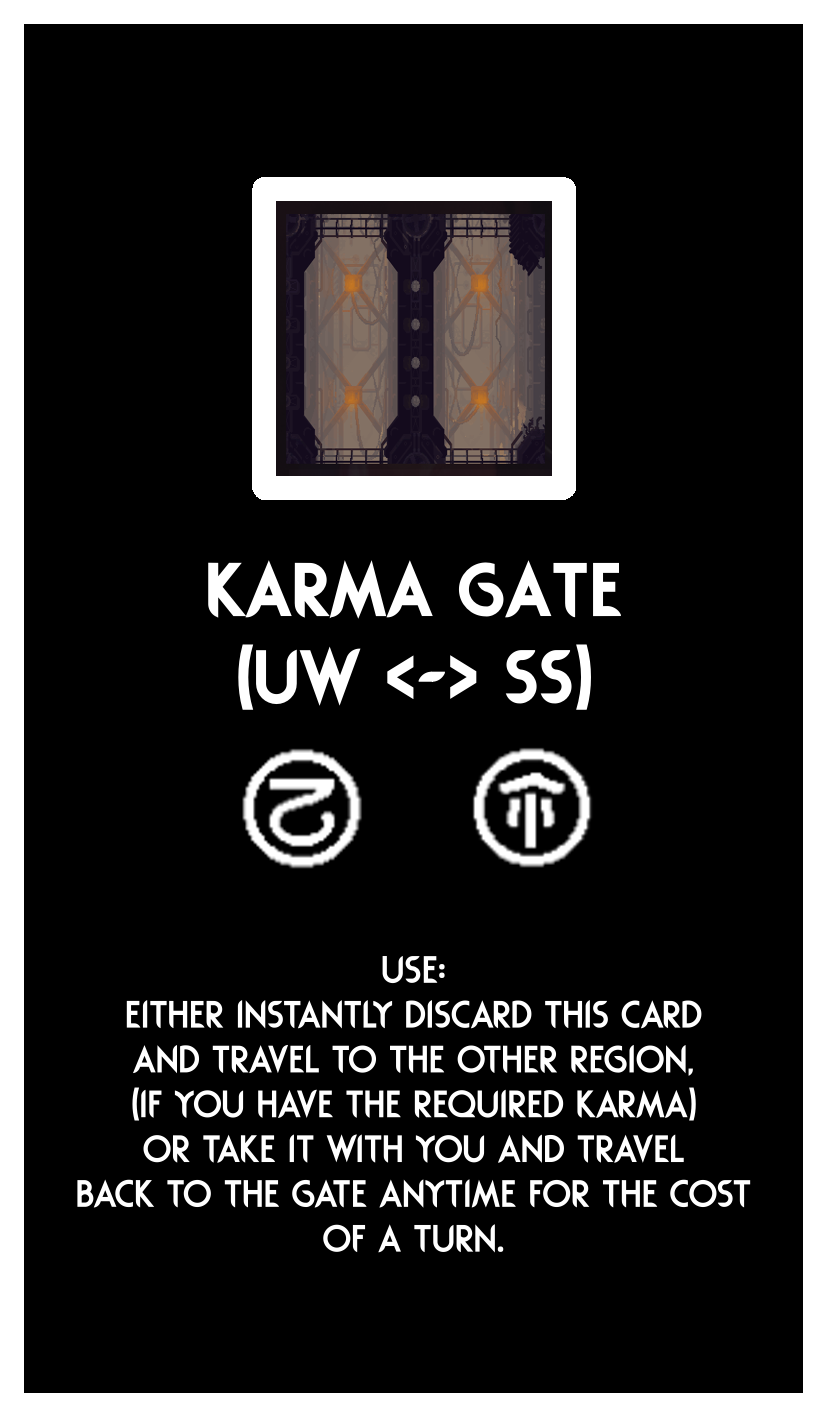 KARMA GATE
(UW <-> SS)
USE:
EITHER INSTANTLY DISCARD THIS CARD
AND TRAVEL TO THE OTHER REGION,
(IF YOU HAVE THE REQUIRED KARMA)
OR TAKE IT WITH YOU AND TRAVEL
BACK TO THE GATE ANYTIME FOR THE COST
OF A TURN.